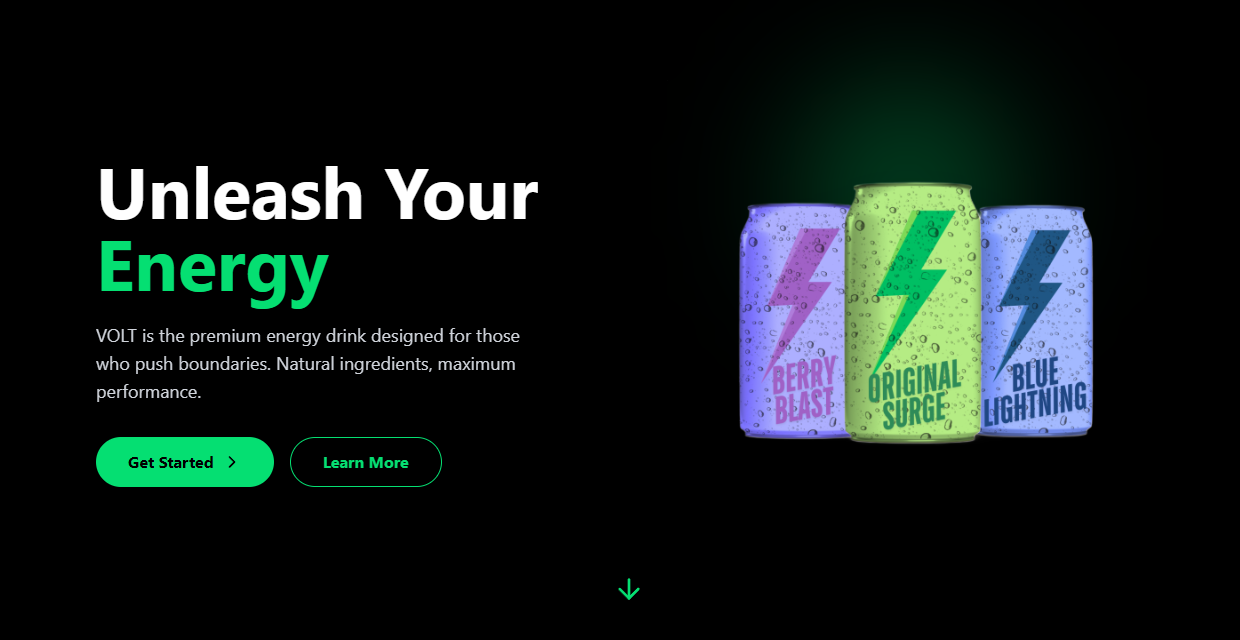 Unleash Your
Energy
VOLT is the premium energy drink designed for those
who push boundaries. Natural ingredients, maximum
performance.
Get Started
Learn More
BERRY
BLAST
ORIGINAL
SURGE
BLUE
LIGHTNING